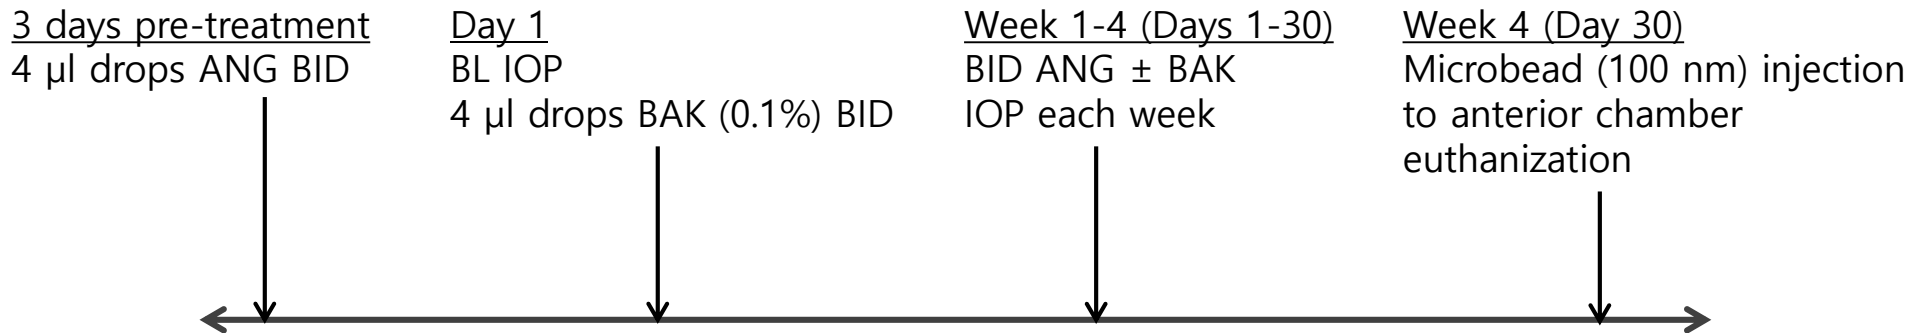 3 days pre-treatment
4 µl drops ANG BID
Day 1
BL IOP
4 µl drops BAK (0.1%) BID
Week 1-4 (Days 1-30)
BID ANG ± BAK
IOP each week
Week 4 (Day 30)
Microbead (100 nm) injection
to anterior chamber
euthanization